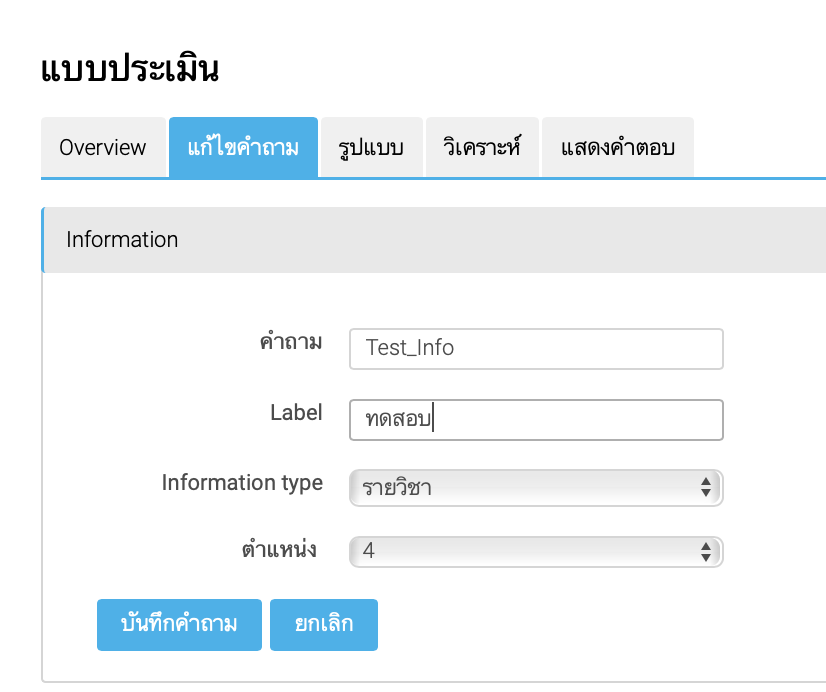 แบบประเมิน
Overview แก้ไขคำถาม รูปแบบ วิเคราะห์ แสดงคำตอบ
Information
คำถาม Test_Info
Label ทดสอบ
Information type รายวิชา
ตำแหน่ง 4
บันทึกคำถาม ยกเลิก